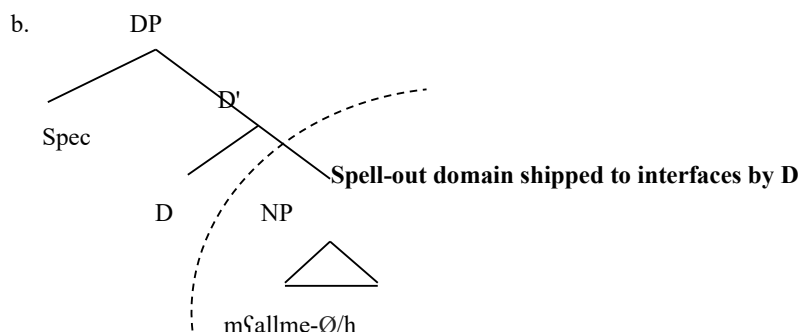 b. DP
D'
Spec
Spell-out domain shipped to interfaces by D
D NP
mʕallme-Ø/h